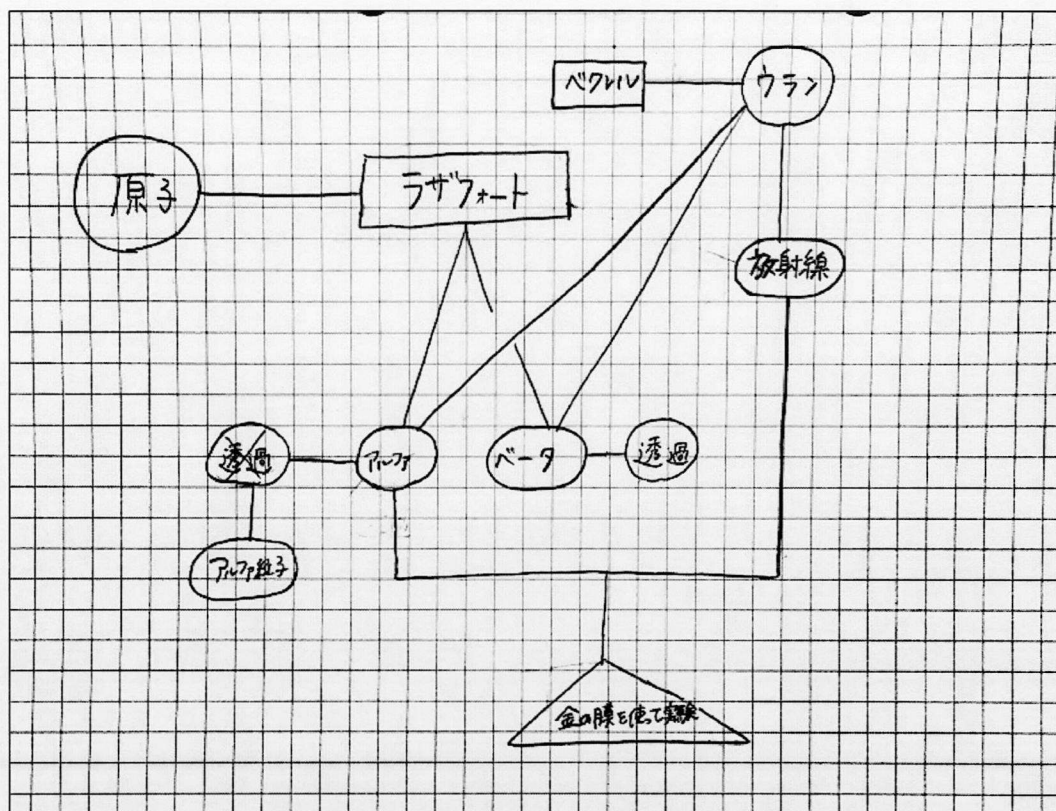 ベクレル
ウラン
原子
ラザフォート
放射線
透過
アルファ
ベータ
透過
アルファ粒子
金の膜を使って実験